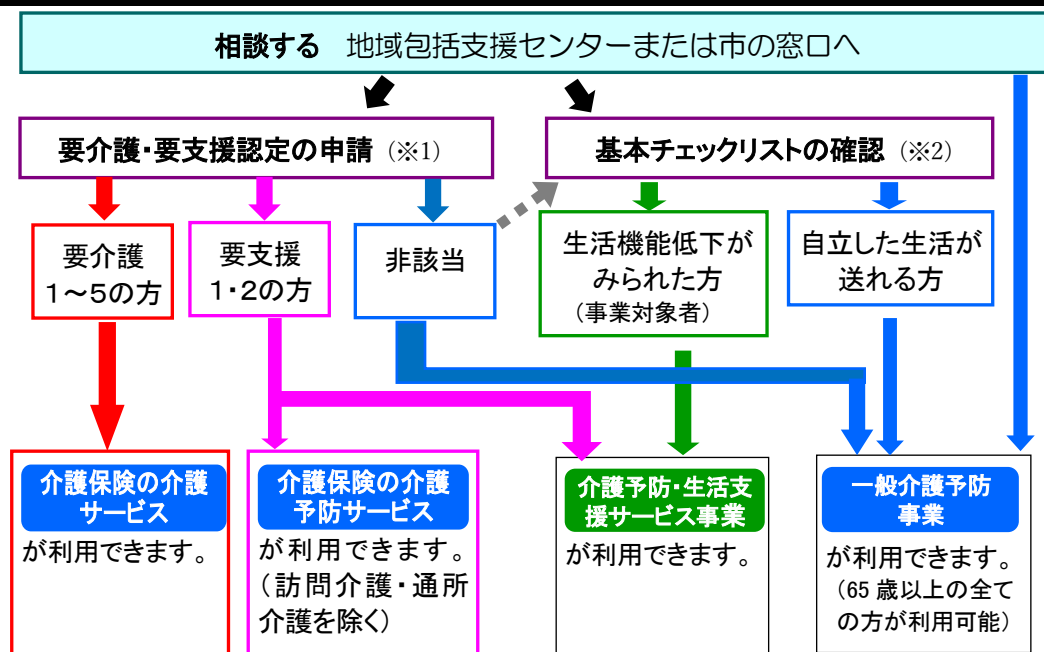 相談する 地域包括支援センターまたは市の窓口へ
要介護・要支援認定の申請（※1）
基本チェックリストの確認（※2）
要介護
１～５の方
要支援
１・２の方
非該当
生活機能低下が
みられた方
（事業対象者）
自立した生活が
送れる方
介護保険の介護
サービス
が利用できます。
介護保険の介護
予防サービス
が利用できます。
（訪問介護・通所
介護を除く）
介護予防・生活支
援サービス事業
が利用できます。
一般介護予防
事業
が利用できます。
（65 歳以上の全て
の方が利用可能）